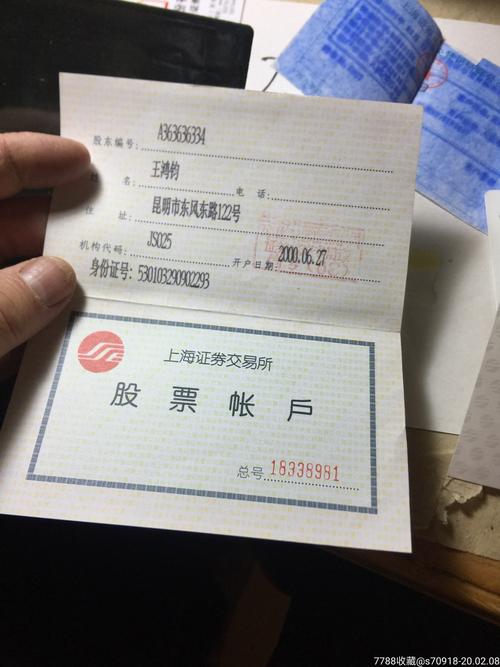 股东编号: A363636334
姓 名: 王鸿钧 电 话:
住 址: 昆明市东风东路122号
机构代码: JS025 开户日期: 2000.06.27
身份证号: 530103290902293
上海证券交易所
股票帐戶
总号 18338981
7788收藏@s70918-20.02.08